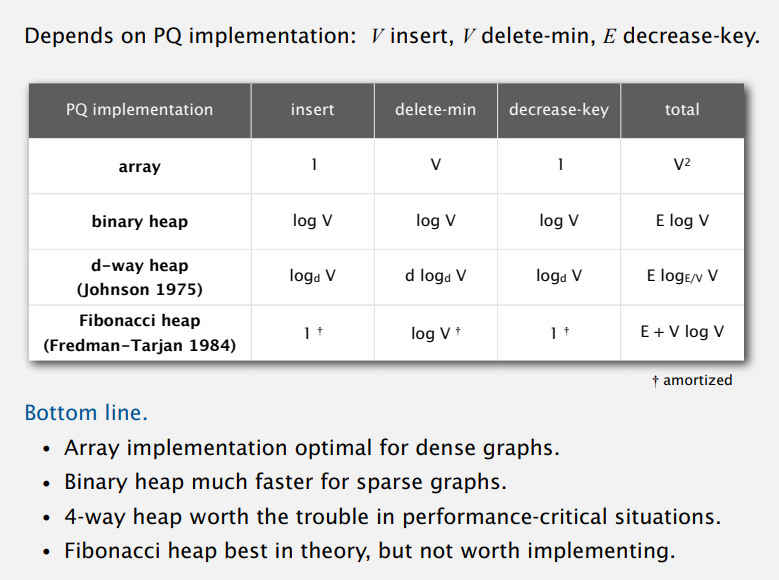 Depends on PQ implementation: V insert, V delete-min, E decrease-key.
PQ implementation insert delete-min decrease-key total
array 1 V 1 V²
binary heap log V log V log V E log V
d-way heap
(Johnson 1975) log_d V d log_d V log_d V E log_E/V V
Fibonacci heap
(Fredman-Tarjan 1984) 1 † log V † 1 † E + V log V
† amortized
Bottom line.
• Array implementation optimal for dense graphs.
• Binary heap much faster for sparse graphs.
• 4-way heap worth the trouble in performance-critical situations.
• Fibonacci heap best in theory, but not worth implementing.